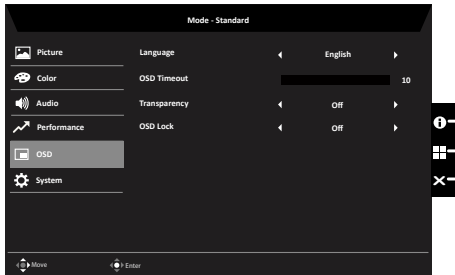 Mode - Standard
Picture
Language
English
Color
OSD Timeout
10
Audio
Transparency
Off
Performance
OSD Lock
Off
OSD
System
Move
Enter